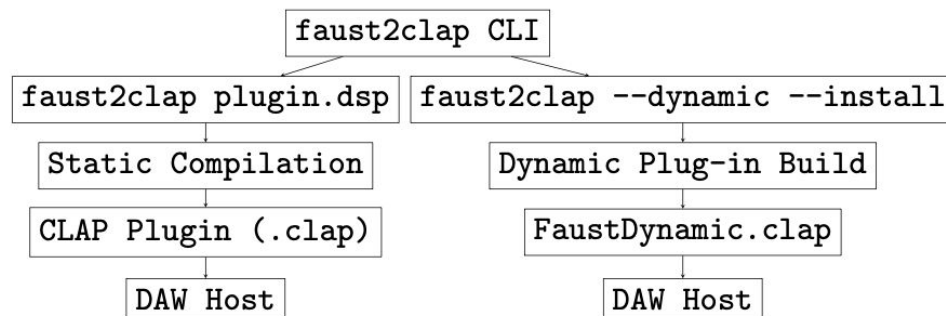 faust2clap CLI
faust2clap plugin.dsp
faust2clap --dynamic --install
Static Compilation
Dynamic Plug-in Build
CLAP Plugin (.clap)
FaustDynamic.clap
DAW Host
DAW Host